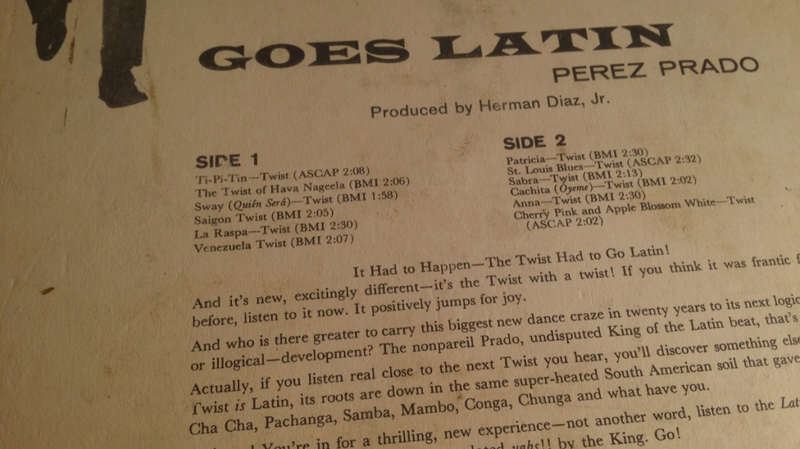 GOES LATIN
PEREZ PRADO
Produced by Herman Diaz, Jr.
SIDE 1
Ti-Pi-Tin—Twist (ASCAP 2:08)
The Twist of Hava Nageela (BMI 2:06)
Sway (Quién Será)—Twist (BMI 1:58)
Saigon Twist (BMI 2:05)
La Raspa—Twist (BMI 2:30)
Venezuela Twist (BMI 2:07)
SIDE 2
Patricia—Twist (BMI 2:30)
St. Louis Blues—Twist (ASCAP 2:32)
Sabra—Twist (BMI 2:13)
Cachita (Oyeme)—Twist (BMI 2:02)
Anna—Twist (BMI 2:30)
Cherry Pink and Apple Blossom White—Twist
(ASCAP 2:02)
It Had to Happen—The Twist Had to Go Latin!
And it's new, excitingly different—it's the Twist with a twist! If you think it was frantic
before, listen to it now. It positively jumps for joy.
And who is there greater to carry this biggest new dance craze in twenty years to its next
or illogical—development? The nonpareil Prado, undisputed King of the Latin beat, that's
Actually, if you listen real close to the next Twist you hear, you'll discover something
Twist is Latin, its roots are down in the same super-heated South American soil that gave
Cha Cha, Pachanga, Samba, Mambo, Conga, Chunga and what have you.
You're in for a thrilling, new experience—not another word, listen to the
ughs!! by the King. Go!